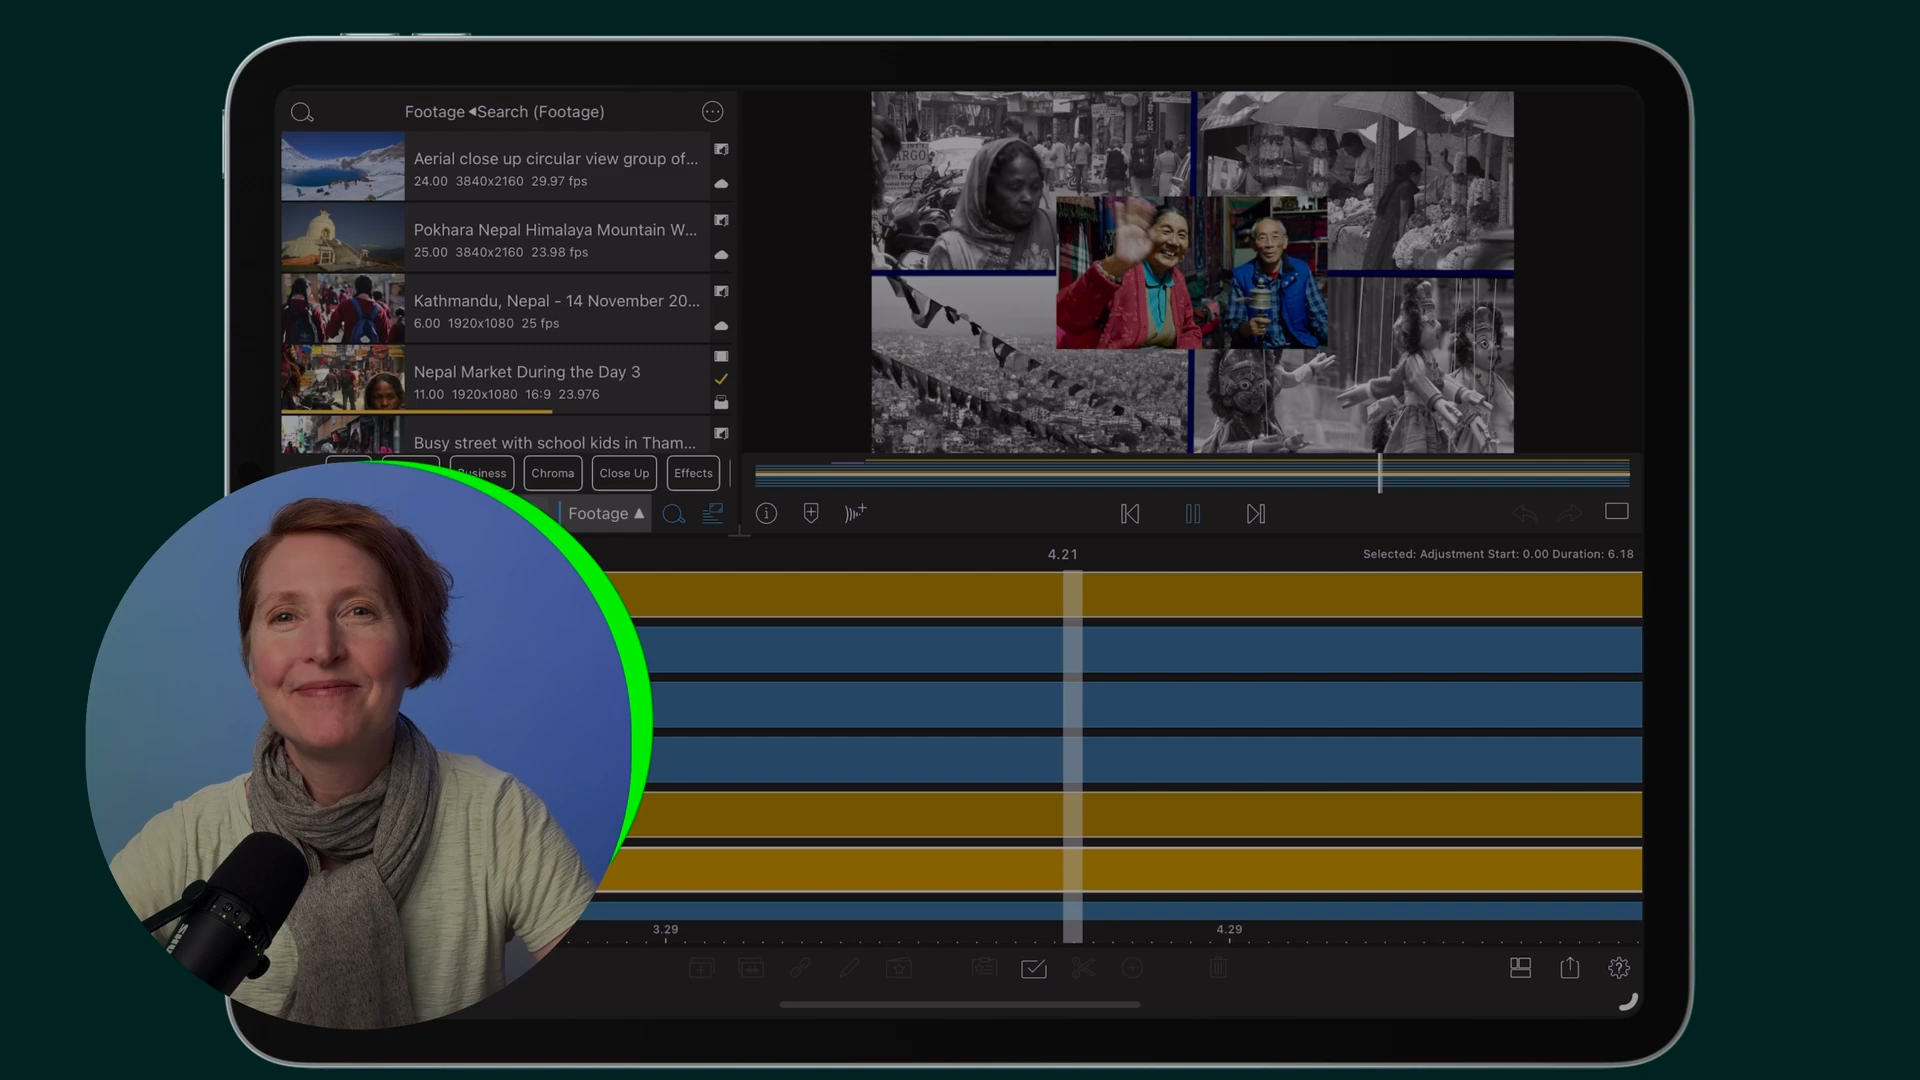 Footage ◂Search (Footage)
Aerial close up circular view group of...
24.00 3840x2160 29.97 fps
Pokhara Nepal Himalaya Mountain W...
25.00 3840x2160 23.98 fps
Kathmandu, Nepal - 14 November 20...
6.00 1920x1080 25 fps
Nepal Market During the Day 3
11.00 1920x1080 16:9 23.976
Busy street with school kids in Tham...
Business Chroma Close Up Effects
Footage ▲
ARGO
4.21
Selected: Adjustment Start: 0.00 Duration: 6.18
3.29
4.29
SHURE